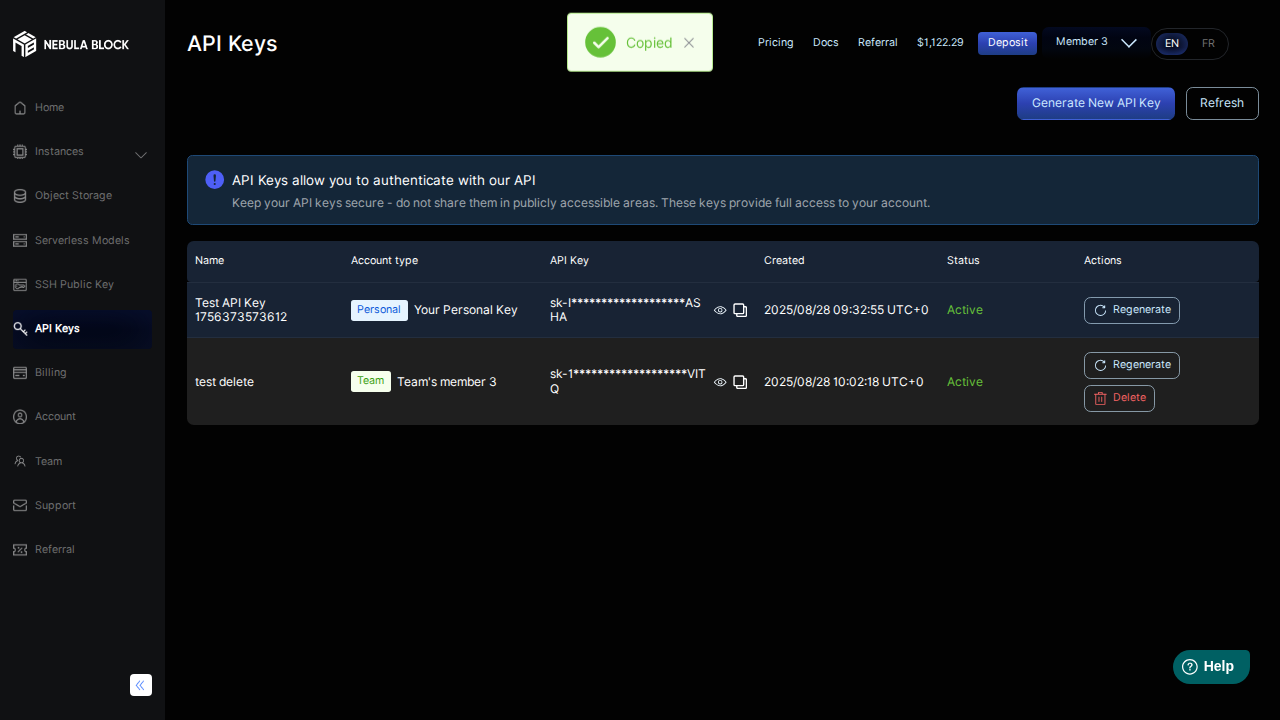 NEBULA BLOCK
API Keys
Copied
Pricing
Docs
Referral
$1,122.29
Deposit
Member 3
EN
FR
Home
Instances
Object Storage
Serverless Models
SSH Public Key
API Keys
Billing
Account
Team
Support
Referral
Generate New API Key
Refresh
API Keys allow you to authenticate with our API
Keep your API keys secure - do not share them in publicly accessible areas. These keys provide full access to your account.
Name
Account type
API Key
Created
Status
Actions
Test API Key
1756373573612
Personal
Your Personal Key
sk-I*******************AS
HA
2025/08/28 09:32:55 UTC+0
Active
Regenerate
test delete
Team
Team's member 3
sk-1*******************VIT
Q
2025/08/28 10:02:18 UTC+0
Active
Regenerate
Delete
Help